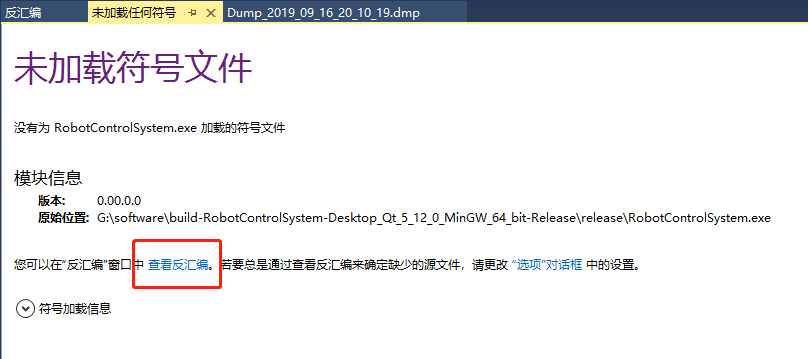 反汇编 未加载任何符号 Dump_2019_09_16_20_10_19.dmp
未加载符号文件
没有为 RobotControlSystem.exe 加载的符号文件
模块信息
版本: 0.00.0.0
原始位置: G:\software\build-RobotControlSystem-Desktop_Qt_5_12_0_MinGW_64_bit-Release\release\RobotControlSystem.exe
您可以在“反汇编”窗口中 查看反汇编。若要总是通过查看反汇编来确定缺少的源文件，请更改 “选项”对话框 中的设置。
符号加载信息